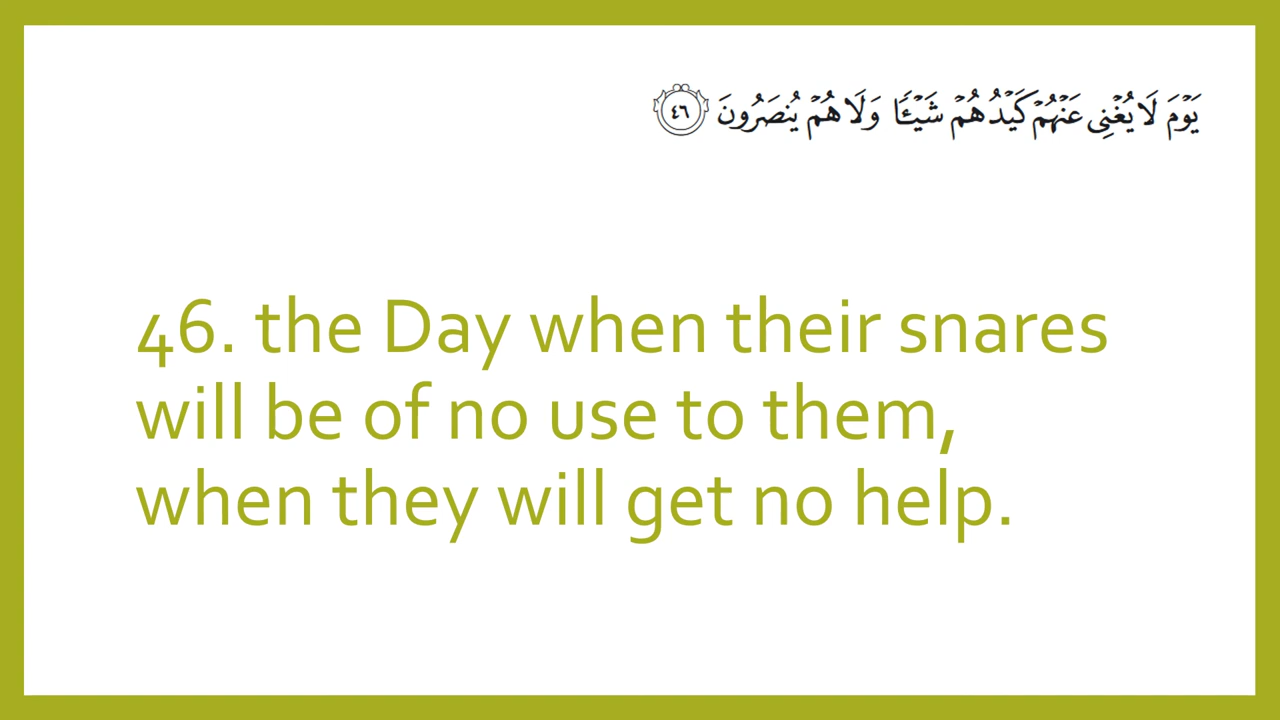 يَوْمَ لَا يُغْنِى عَنْهُمْ كَيْدُهُمْ شَيْـًٔا وَلَا هُمْ يُنصَرُونَ ٤٦
46. the Day when their snares
will be of no use to them,
when they will get no help.